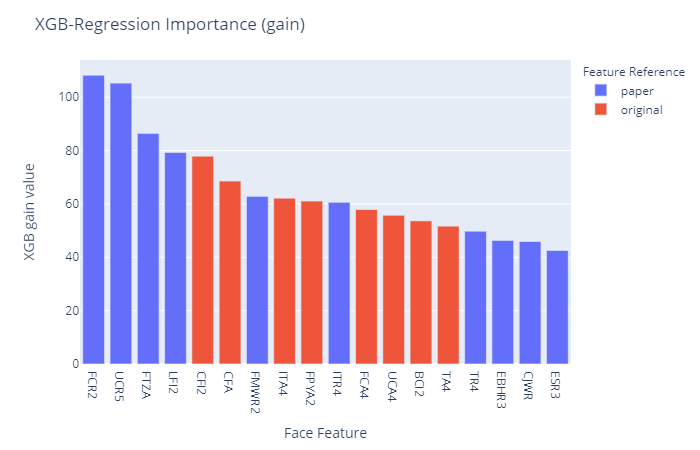 XGB-Regression Importance (gain)
Feature Reference
paper
original
XGB gain value
100
80
60
40
20
0
FCR2
UCR5
FTZA
LFI2
CFI2
CFA
FMWR2
ITA4
FPYA2
ITR4
FCA4
UCA4
BCI2
TA4
TR4
EBHR3
CJWR
ESR3
Face Feature